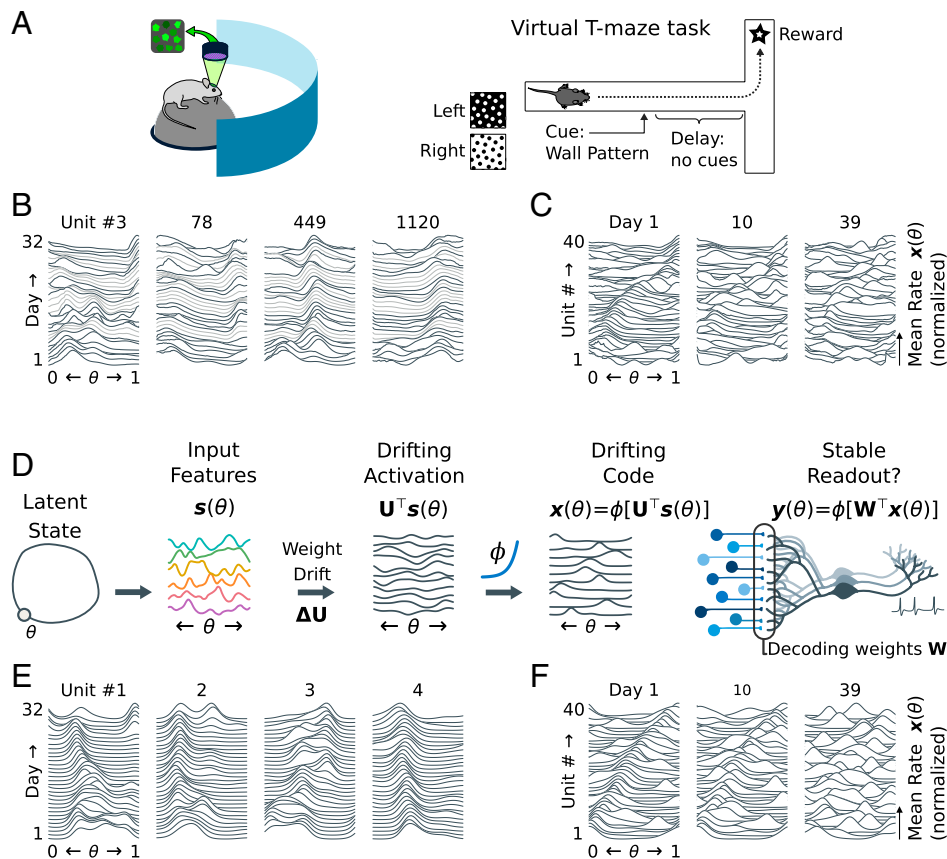 A
Virtual T-maze task
Reward
Left
Right
Cue:
Wall Pattern
Delay:
no cues
B
Unit #3 78 449 1120
32
Day →
1
0 ← θ → 1
C
Day 1 10 39
40
Unit # →
1
0 ← θ → 1
Mean Rate x(θ)
(normalized)
D
Latent
State
θ
Input
Features
s(θ)
← θ →
Weight
Drift
ΔU
Drifting
Activation
U⊤s(θ)
← θ →
ϕ
Drifting
Code
x(θ)=ϕ[U⊤s(θ)]
← θ →
Stable
Readout?
y(θ)=ϕ[W⊤x(θ)]
Decoding weights W
E
Unit #1 2 3 4
32
Day →
1
0 ← θ → 1
F
Day 1 10 39
40
Unit # →
1
0 ← θ → 1
Mean Rate x(θ)
(normalized)